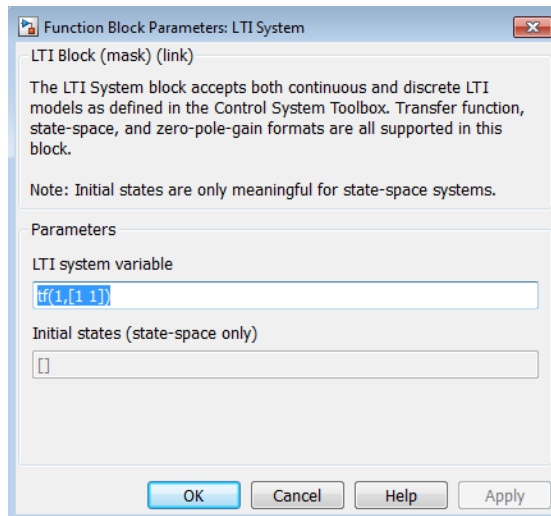 Function Block Parameters: LTI System
LTI Block (mask) (link)
The LTI System block accepts both continuous and discrete LTI
models as defined in the Control System Toolbox. Transfer function,
state-space, and zero-pole-gain formats are all supported in this
block.
Note: Initial states are only meaningful for state-space systems.
Parameters
LTI system variable
tf(1,[1 1])
Initial states (state-space only)
[]
OK Cancel Help Apply